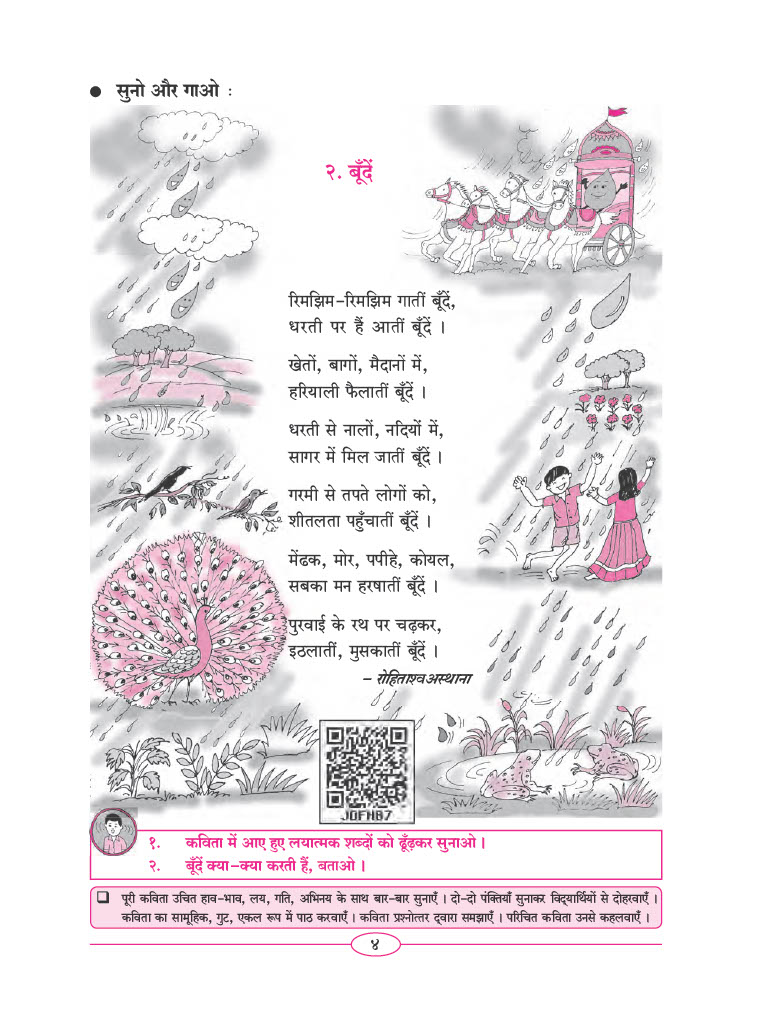 ● सुनो और गाओ :
२. बूँदें
रिमझिम-रिमझिम गातीं बूँदें,
धरती पर हैं आतीं बूँदें ।
खेतों, बागों, मैदानों में,
हरियाली फैलातीं बूँदें ।
धरती से नालों, नदियों में,
सागर में मिल जातीं बूँदें ।
गरमी से तपते लोगों को,
शीतलता पहुँचातीं बूँदें ।
मेंढक, मोर, पपीहे, कोयल,
सबका मन हरषातीं बूँदें ।
पुरवाई के रथ पर चढ़कर,
इठलातीं, मुसकातीं बूँदें ।
- रोहिताश्व अस्थाना
J0FHB7
१. कविता में आए हुए लयात्मक शब्दों को ढूँढ़कर सुनाओ ।
२. बूँदें क्या-क्या करती हैं, बताओ ।
❑ पूरी कविता उचित हाव-भाव, लय, गति, अभिनय के साथ बार-बार सुनाएँ । दो-दो पंक्तियाँ सुनाकर विद्‌यार्थियों से दोहरवाएँ ।
कविता का सामूहिक, गुट, एकल रूप में पाठ करवाएँ । कविता प्रश्नोत्तर द्‌वारा समझाएँ । परिचित कविता उनसे कहलवाएँ ।
४